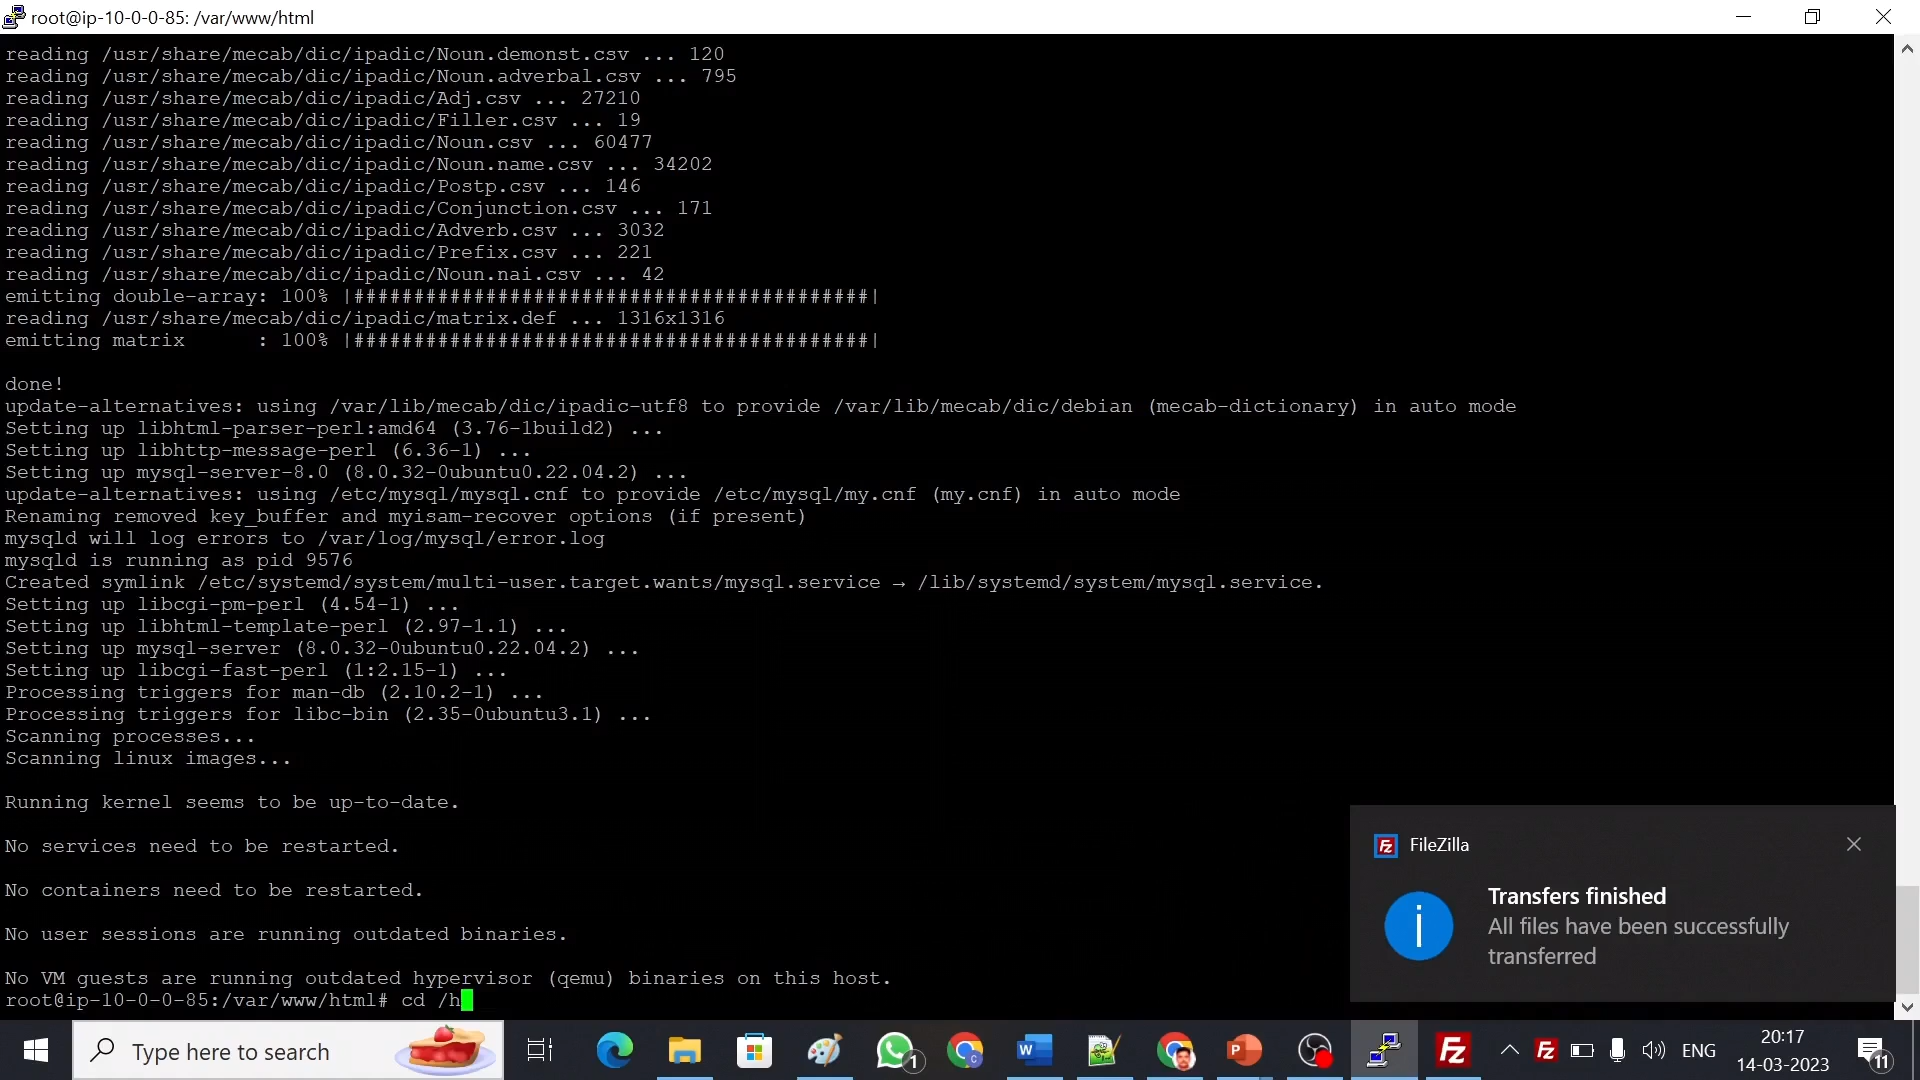 root@ip-10-0-0-85: /var/www/html
reading /usr/share/mecab/dic/ipadic/Noun.demonst.csv ... 120
reading /usr/share/mecab/dic/ipadic/Noun.adverbal.csv ... 795
reading /usr/share/mecab/dic/ipadic/Adj.csv ... 27210
reading /usr/share/mecab/dic/ipadic/Filler.csv ... 19
reading /usr/share/mecab/dic/ipadic/Noun.csv ... 60477
reading /usr/share/mecab/dic/ipadic/Noun.name.csv ... 34202
reading /usr/share/mecab/dic/ipadic/Postp.csv ... 146
reading /usr/share/mecab/dic/ipadic/Conjunction.csv ... 171
reading /usr/share/mecab/dic/ipadic/Adverb.csv ... 3032
reading /usr/share/mecab/dic/ipadic/Prefix.csv ... 221
reading /usr/share/mecab/dic/ipadic/Noun.nai.csv ... 42
emitting double-array: 100% |###########################################|
reading /usr/share/mecab/dic/ipadic/matrix.def ... 1316x1316
emitting matrix      : 100% |###########################################|
done!
update-alternatives: using /var/lib/mecab/dic/ipadic-utf8 to provide /var/lib/mecab/dic/debian (mecab-dictionary) in auto mode
Setting up libhtml-parser-perl:amd64 (3.76-1build2) ...
Setting up libhttp-message-perl (6.36-1) ...
Setting up mysql-server-8.0 (8.0.32-0ubuntu0.22.04.2) ...
update-alternatives: using /etc/mysql/mysql.cnf to provide /etc/mysql/my.cnf (my.cnf) in auto mode
Renaming removed key_buffer and myisam-recover options (if present)
mysqld will log errors to /var/log/mysql/error.log
mysqld is running as pid 9576
Created symlink /etc/systemd/system/multi-user.target.wants/mysql.service → /lib/systemd/system/mysql.service.
Setting up libcgi-pm-perl (4.54-1) ...
Setting up libhtml-template-perl (2.97-1.1) ...
Setting up mysql-server (8.0.32-0ubuntu0.22.04.2) ...
Setting up libcgi-fast-perl (1:2.15-1) ...
Processing triggers for man-db (2.10.2-1) ...
Processing triggers for libc-bin (2.35-0ubuntu3.1) ...
Scanning processes...
Scanning linux images...
Running kernel seems to be up-to-date.
No services need to be restarted.
No containers need to be restarted.
No user sessions are running outdated binaries.
No VM guests are running outdated hypervisor (qemu) binaries on this host.
root@ip-10-0-0-85:/var/www/html# cd /h
FileZilla
Transfers finished
All files have been successfully
transferred
Type here to search
1
ENG
20:17
14-03-2023
11